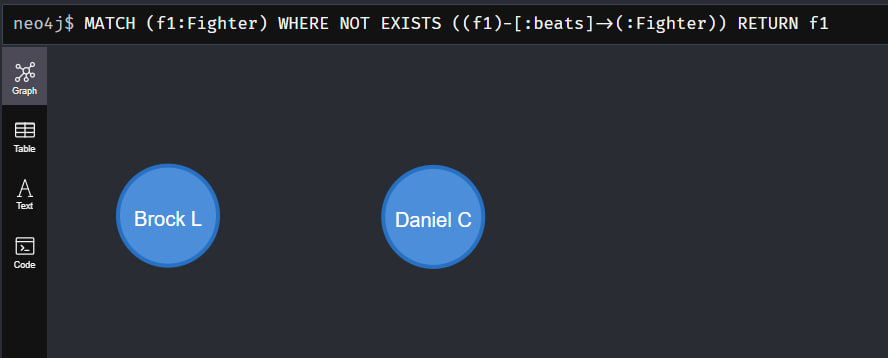 neo4j$ MATCH (f1:Fighter) WHERE NOT EXISTS ((f1)-[:beats]→(:Fighter)) RETURN f1
Graph
Table
Text
Code
Brock L
Daniel C